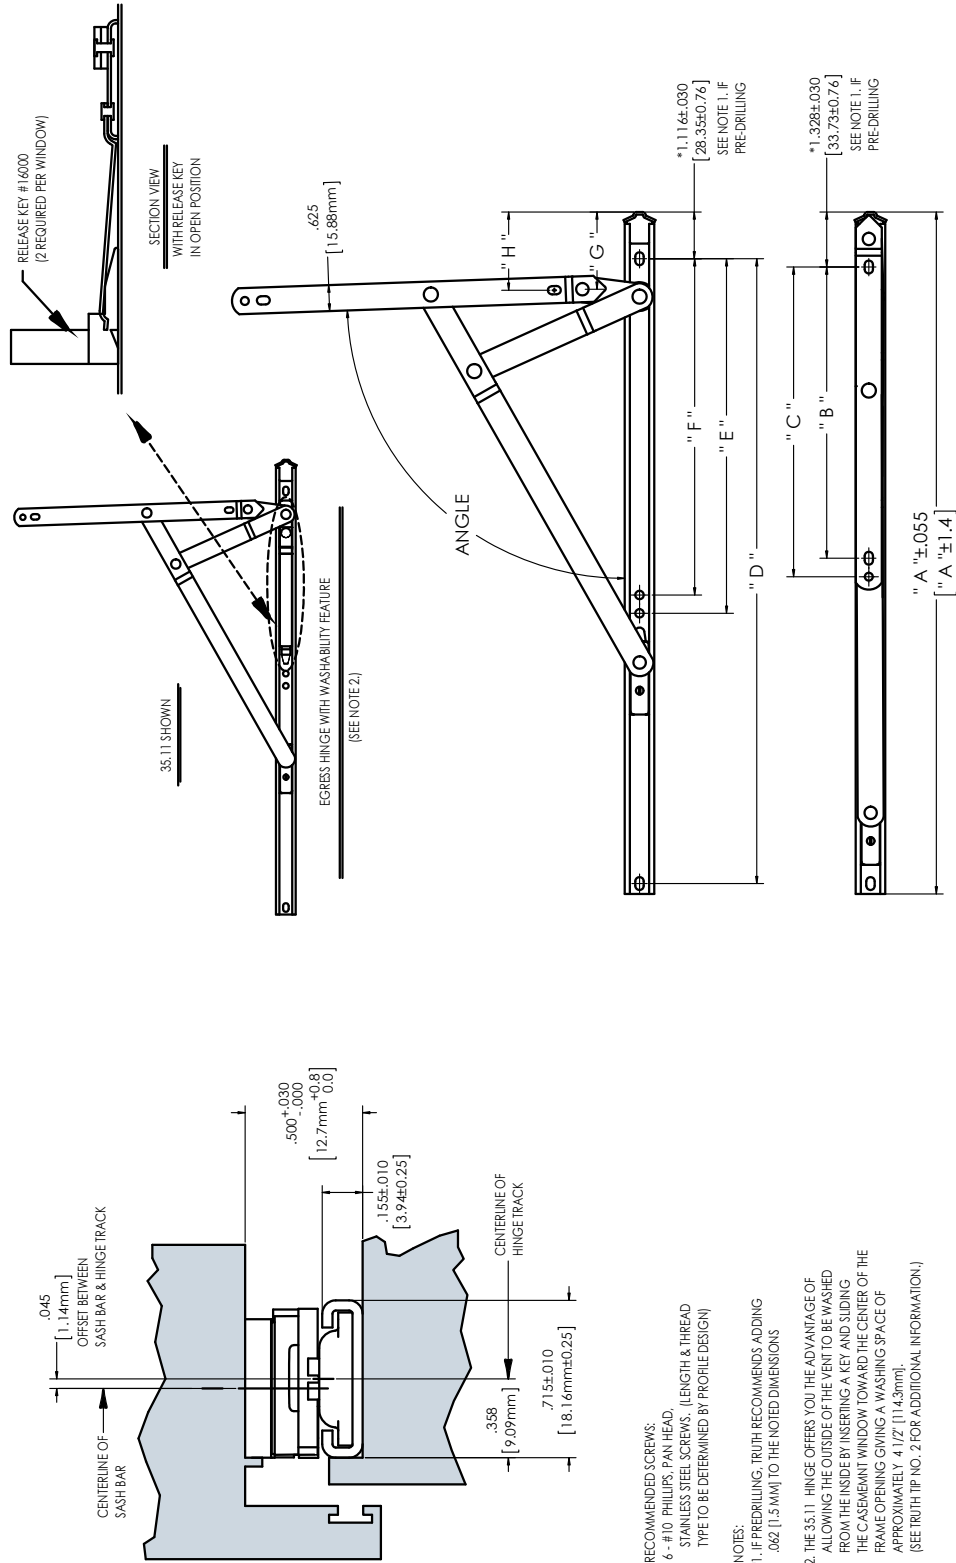 RELEASE KEY #16000
(2 REQUIRED PER WINDOW)
SECTION VIEW
WITH RELEASE KEY
IN OPEN POSITION
35.11 SHOWN
EGRESS HINGE WITH WASHABILITY FEATURE
(SEE NOTE 2.)
.625
[15.88mm]
" H "
" G "
ANGLE
*1.116±.030
[28.35±0.76]
SEE NOTE 1. IF
PRE-DRILLING
" F "
" E "
" D "
*1.328±.030
[33.73±0.76]
SEE NOTE 1. IF
PRE-DRILLING
" C "
" B "
" A "±.055
[" A "±1.4]
.045
[1.14mm]
OFFSET BETWEEN
SASH BAR & HINGE TRACK
CENTERLINE OF
SASH BAR
.500 +.030 -.000
[12.7mm +0.8 0.0]
.155±.010
[3.94±0.25]
CENTERLINE OF
HINGE TRACK
.358
[9.09mm]
.715±.010
[18.16mm±0.25]
RECOMMENDED SCREWS:
6 - #10 PHILLIPS, PAN HEAD,
STAINLESS STEEL SCREWS. (LENGTH & THREAD
TYPE TO BE DETERMINED BY PROFILE DESIGN)
NOTES:
1. IF PREDRILLING, TRUTH RECOMMENDS ADDING
.062 [1.5 MM] TO THE NOTED DIMENSIONS
2. THE 35.11 HINGE OFFERS YOU THE ADVANTAGE OF
ALLOWING THE OUTSIDE OF THE VENT TO BE WASHED
FROM THE INSIDE BY INSERTING A KEY AND SLIDING
THE CASEMEMNT WINDOW TOWARD THE CENTER OF THE
FRAME OPENING GIVING A WASHING SPACE OF
APPROXIMATELY 4 1/2" [114.3mm].
(SEE TRUTH TIP NO. 2 FOR ADDITIONAL INFORMATION.)